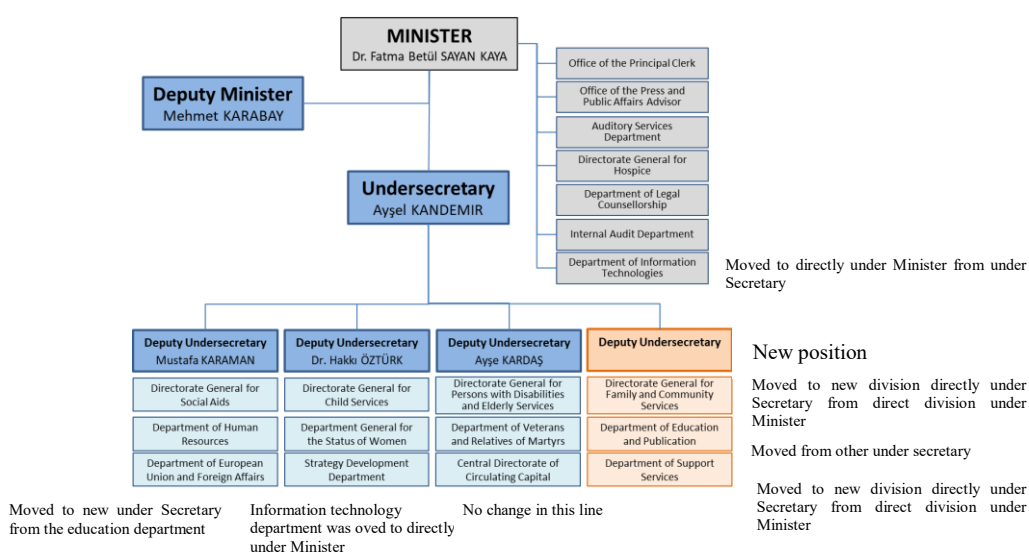 MINISTER
Dr. Fatma Betül SAYAN KAYA
Deputy Minister
Mehmet KARABAY
Undersecretary
Ayşel KANDEMIR
Office of the Principal Clerk
Office of the Press and
Public Affairs Advisor
Auditory Services
Department
Directorate General for
Hospice
Department of Legal
Counsellorship
Internal Audit Department
Department of Information
Technologies
Moved to directly under Minister from under
Secretary
Deputy Undersecretary
Mustafa KARAMAN
Directorate General for
Social Aids
Department of Human
Resources
Department of European
Union and Foreign Affairs
Deputy Undersecretary
Dr. Hakkı ÖZTÜRK
Directorate General for
Child Services
Department General for
the Status of Women
Strategy Development
Department
Deputy Undersecretary
Ayşe KARDAŞ
Directorate General for
Persons with Disabilities
and Elderly Services
Department of Veterans
and Relatives of Martyrs
Central Directorate of
Circulating Capital
Deputy Undersecretary
Directorate General for
Family and Community
Services
Department of Education
and Publication
Department of Support
Services
New position
Moved to new division directly under
Secretary from direct division under
Minister
Moved from other under secretary
Moved to new division directly under
Secretary from direct division under
Minister
Moved to new under Secretary
from the education department
Information technology
department was oved to directly
under Minister
No change in this line